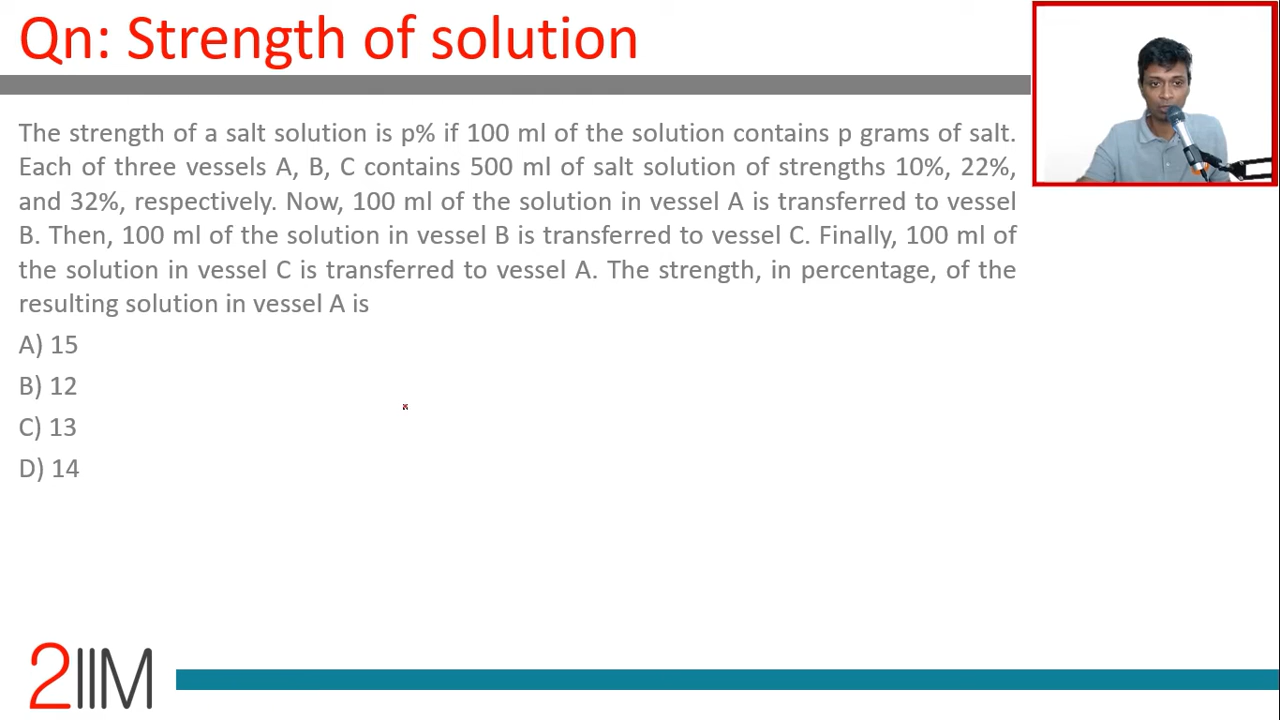 Qn: Strength of solution
The strength of a salt solution is p% if 100 ml of the solution contains p grams of salt.
Each of three vessels A, B, C contains 500 ml of salt solution of strengths 10%, 22%,
and 32%, respectively. Now, 100 ml of the solution in vessel A is transferred to vessel
B. Then, 100 ml of the solution in vessel B is transferred to vessel C. Finally, 100 ml of
the solution in vessel C is transferred to vessel A. The strength, in percentage, of the
resulting solution in vessel A is
A) 15
B) 12
C) 13
D) 14
2IIM